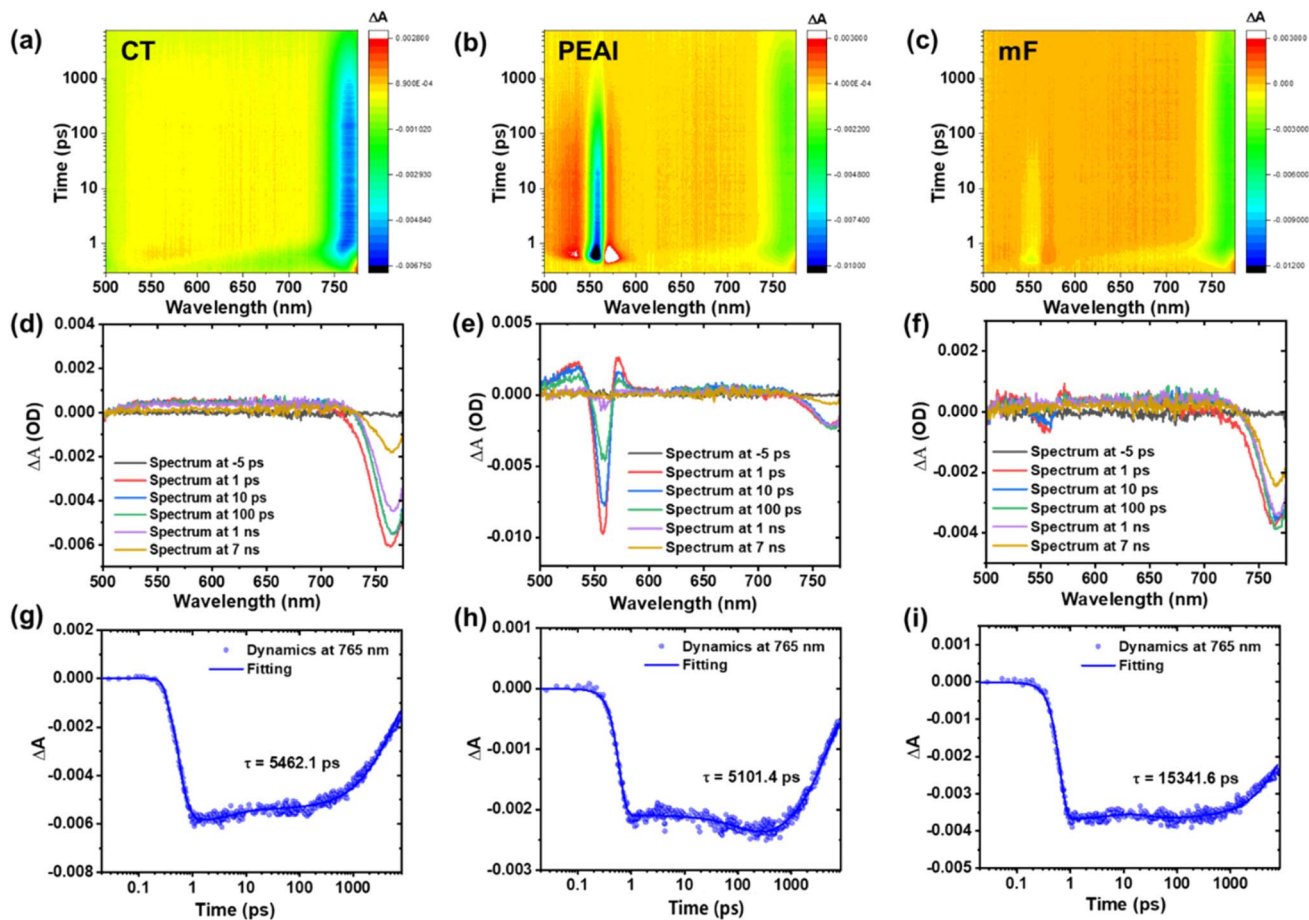 (a)
CT
Time (ps)
1000
100
10
1
500 550 600 650 700 750
Wavelength (nm)
ΔA
0.002800
8.900E-04
-0.001020
-0.002930
-0.004840
-0.006750
(b)
PEAI
Time (ps)
1000
100
10
1
500 550 600 650 700 750
Wavelength (nm)
ΔA
0.003000
4.000E-04
-0.002200
-0.004800
-0.007400
-0.01000
(c)
mF
Time (ps)
1000
100
10
1
500 550 600 650 700 750
Wavelength (nm)
ΔA
0.003000
0.000
-0.003000
-0.006000
-0.009000
-0.01200
(d)
ΔA (OD)
0.004
0.002
0.000
-0.002
-0.004
-0.006
Spectrum at -5 ps
Spectrum at 1 ps
Spectrum at 10 ps
Spectrum at 100 ps
Spectrum at 1 ns
Spectrum at 7 ns
500 550 600 650 700 750
Wavelength (nm)
(e)
ΔA (OD)
0.005
0.000
-0.005
-0.010
Spectrum at -5 ps
Spectrum at 1 ps
Spectrum at 10 ps
Spectrum at 100 ps
Spectrum at 1 ns
Spectrum at 7 ns
500 550 600 650 700 750
Wavelength (nm)
(f)
ΔA (OD)
0.002
0.000
-0.002
-0.004
Spectrum at -5 ps
Spectrum at 1 ps
Spectrum at 10 ps
Spectrum at 100 ps
Spectrum at 1 ns
Spectrum at 7 ns
500 550 600 650 700 750
Wavelength (nm)
(g)
ΔA
0.002
0.000
-0.002
-0.004
-0.006
-0.008
Dynamics at 765 nm
Fitting
τ = 5462.1 ps
0.1 1 10 100 1000
Time (ps)
(h)
ΔA
0.001
0.000
-0.001
-0.002
-0.003
Dynamics at 765 nm
Fitting
τ = 5101.4 ps
0.1 1 10 100 1000
Time (ps)
(i)
ΔA
0.001
0.000
-0.001
-0.002
-0.003
-0.004
-0.005
Dynamics at 765 nm
Fitting
τ = 15341.6 ps
0.1 1 10 100 1000
Time (ps)